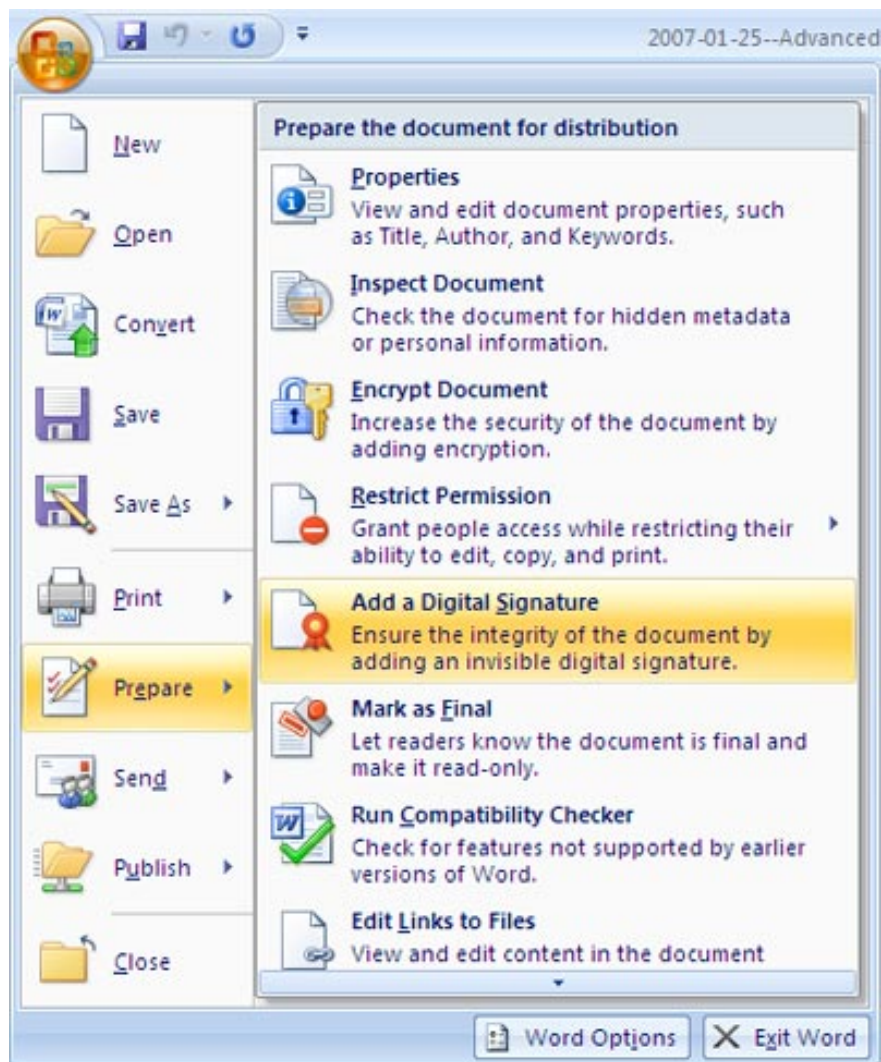 2007-01-25--Advanced
New
Open
Convert
Save
Save As
Print
Prepare
Send
Publish
Close
Prepare the document for distribution
Properties
View and edit document properties, such
as Title, Author, and Keywords.
Inspect Document
Check the document for hidden metadata
or personal information.
Encrypt Document
Increase the security of the document by
adding encryption.
Restrict Permission
Grant people access while restricting their
ability to edit, copy, and print.
Add a Digital Signature
Ensure the integrity of the document by
adding an invisible digital signature.
Mark as Final
Let readers know the document is final and
make it read-only.
Run Compatibility Checker
Check for features not supported by earlier
versions of Word.
Edit Links to Files
View and edit content in the document
Word Options
Exit Word